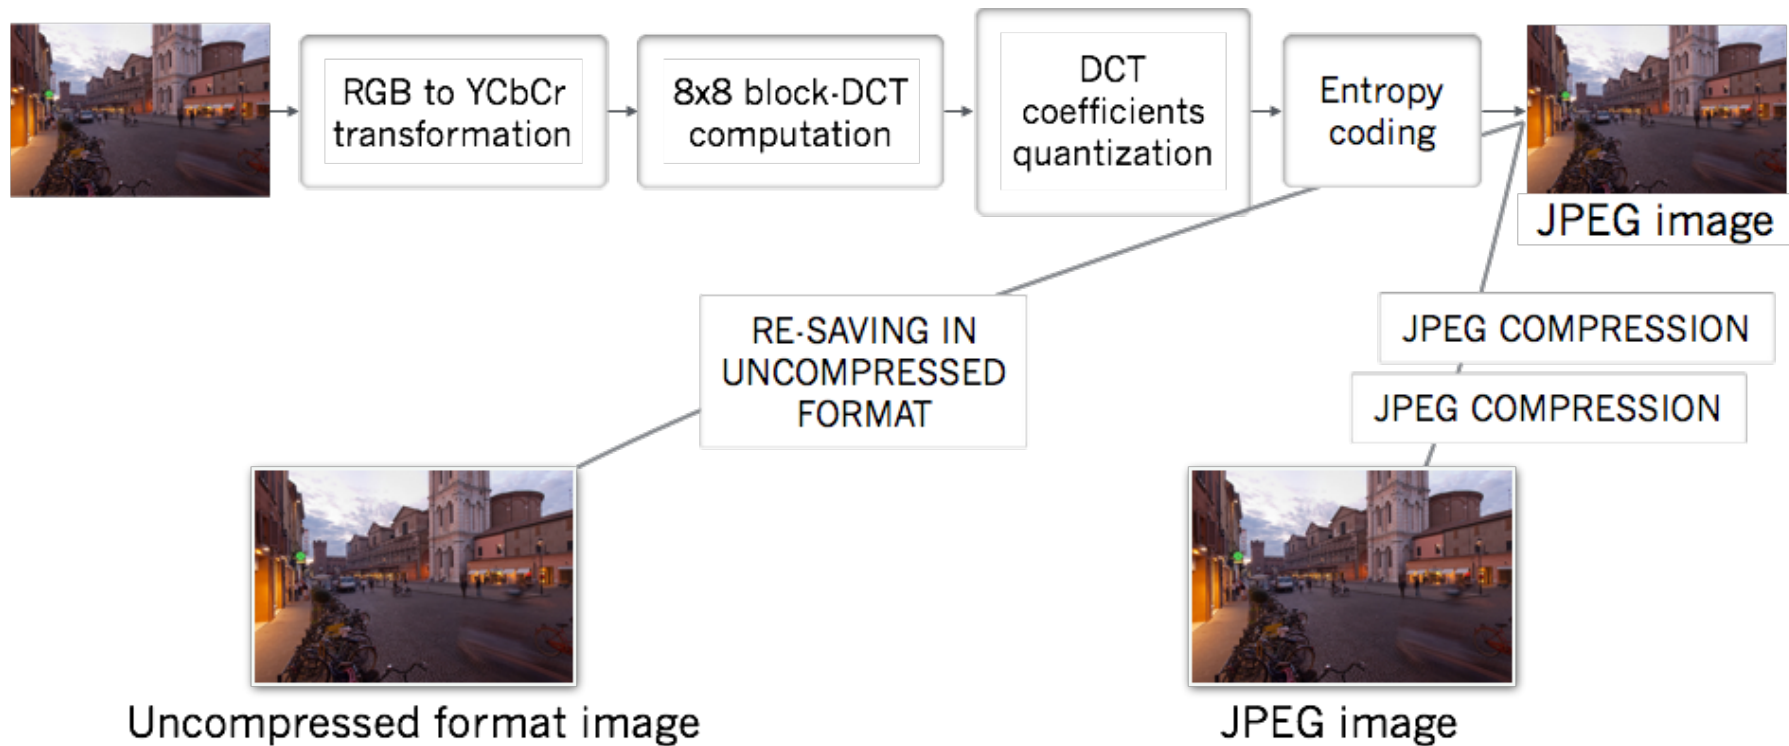 RGB to YCbCr
transformation
8x8 block-DCT
computation
DCT
coefficients
quantization
Entropy
coding
JPEG image
RE-SAVING IN
UNCOMPRESSED
FORMAT
JPEG COMPRESSION
JPEG COMPRESSION
Uncompressed format image
JPEG image